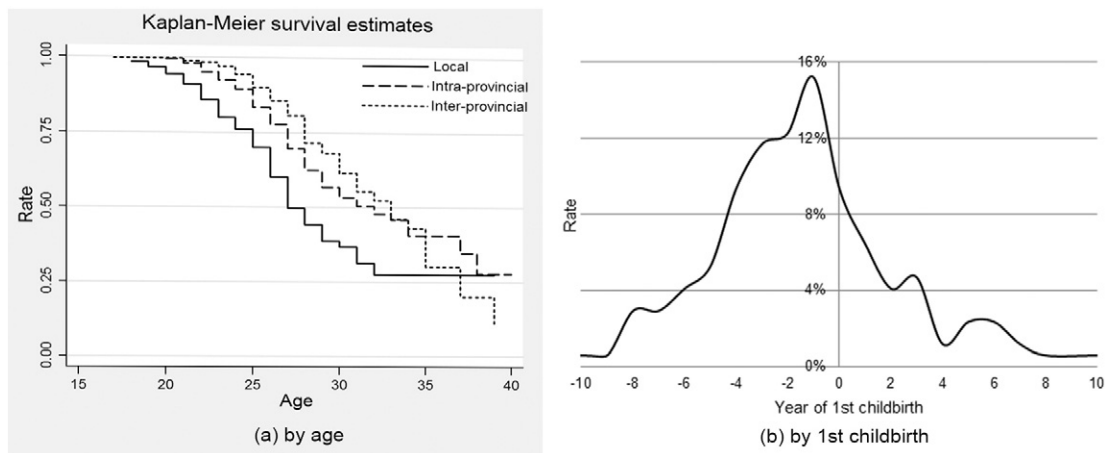 Kaplan-Meier survival estimates
1.00
0.75
0.50
0.25
0.00
Rate
Local
Intra-provincial
Inter-provincial
15 20 25 30 35 40
Age
(a) by age
16%
12%
8%
4%
0%
Rate
-10 -8 -6 -4 -2 0 2 4 6 8 10
Year of 1st childbirth
(b) by 1st childbirth